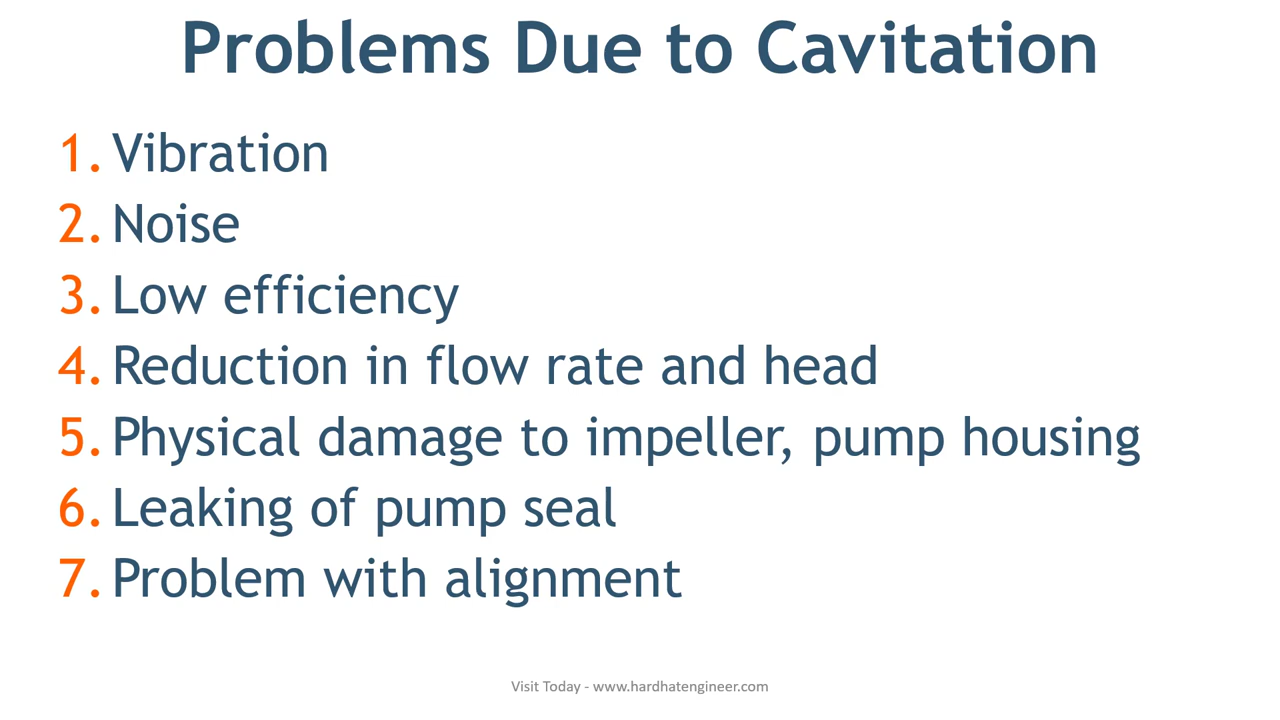 Problems Due to Cavitation
1. Vibration
2. Noise
3. Low efficiency
4. Reduction in flow rate and head
5. Physical damage to impeller, pump housing
6. Leaking of pump seal
7. Problem with alignment
Visit Today - www.hardhatengineer.com